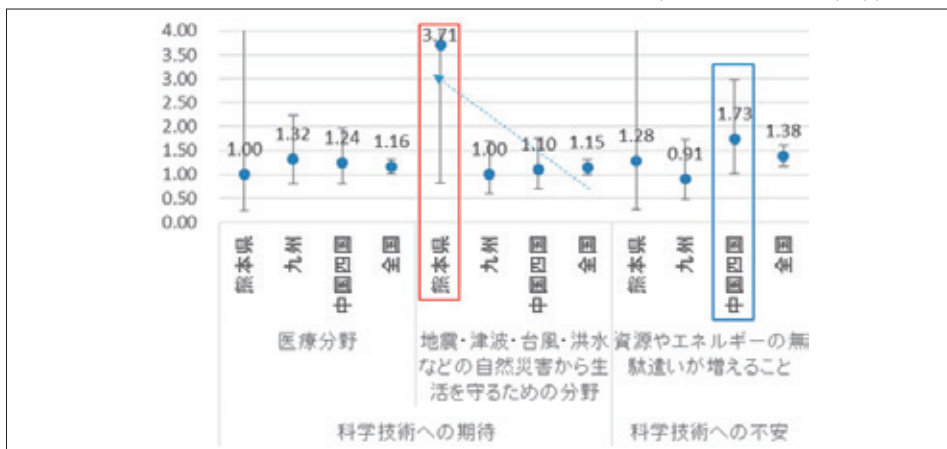 4.00
3.50
3.00
2.50
2.00
1.50
1.00
0.50
0.00
1.00
1.32
1.24
1.16
3.71
1.00
1.10
1.15
1.28
0.91
1.73
1.38
熊本県
九州
中国四国
全国
熊本県
九州
中国四国
全国
熊本県
九州
中国四国
全国
医療分野
地震・津波・台風・洪水
などの自然災害から生
活を守るための分野
資源やエネルギーの無
駄遣いが増えること
科学技術への期待
科学技術への不安